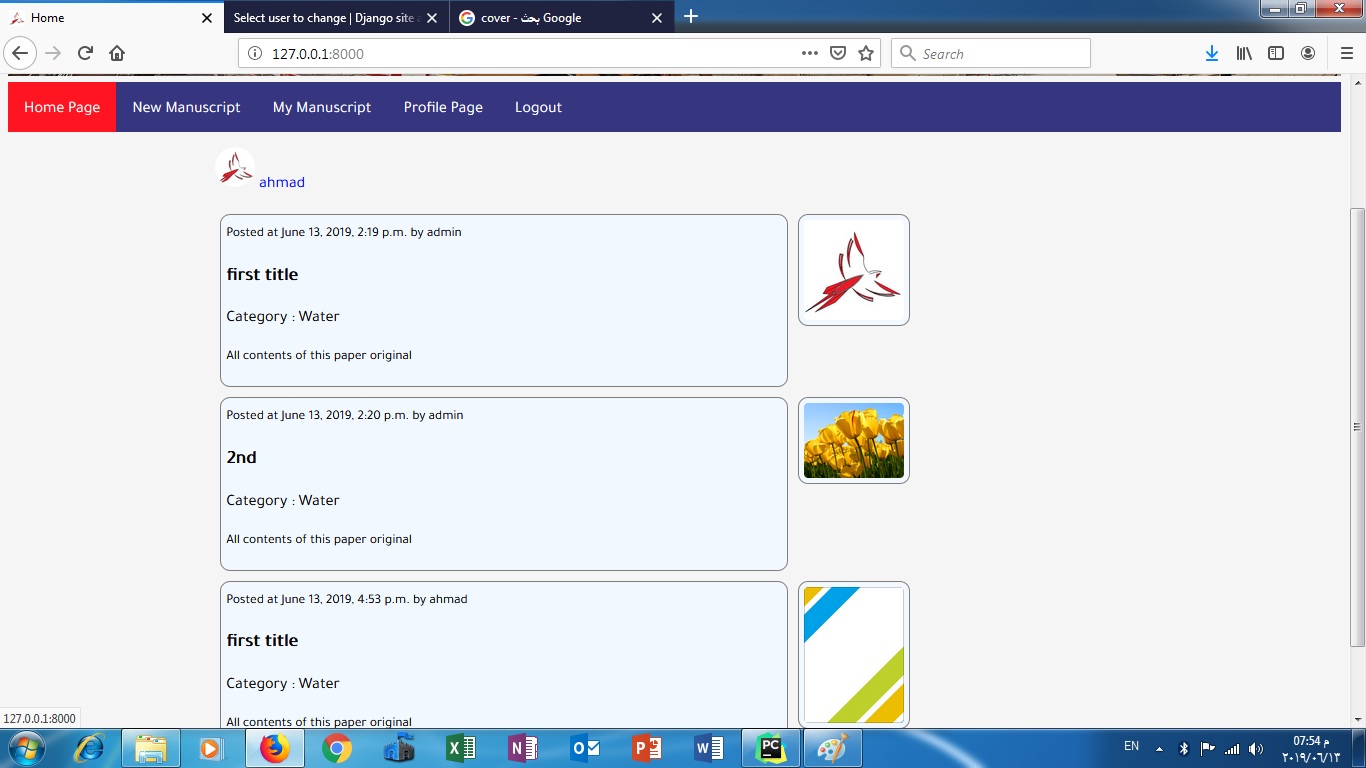 Home
Select user to change | Django site
cover - بحث Google
127.0.0.1:8000
Search
Home Page
New Manuscript
My Manuscript
Profile Page
Logout
ahmad
Posted at June 13, 2019, 2:19 p.m. by admin
first title
Category : Water
All contents of this paper original
Posted at June 13, 2019, 2:20 p.m. by admin
2nd
Category : Water
All contents of this paper original
Posted at June 13, 2019, 4:53 p.m. by ahmad
first title
Category : Water
All contents of this paper original
127.0.0.1:8000
EN
07:54 م
٢٠١٩/٠٦/١٣